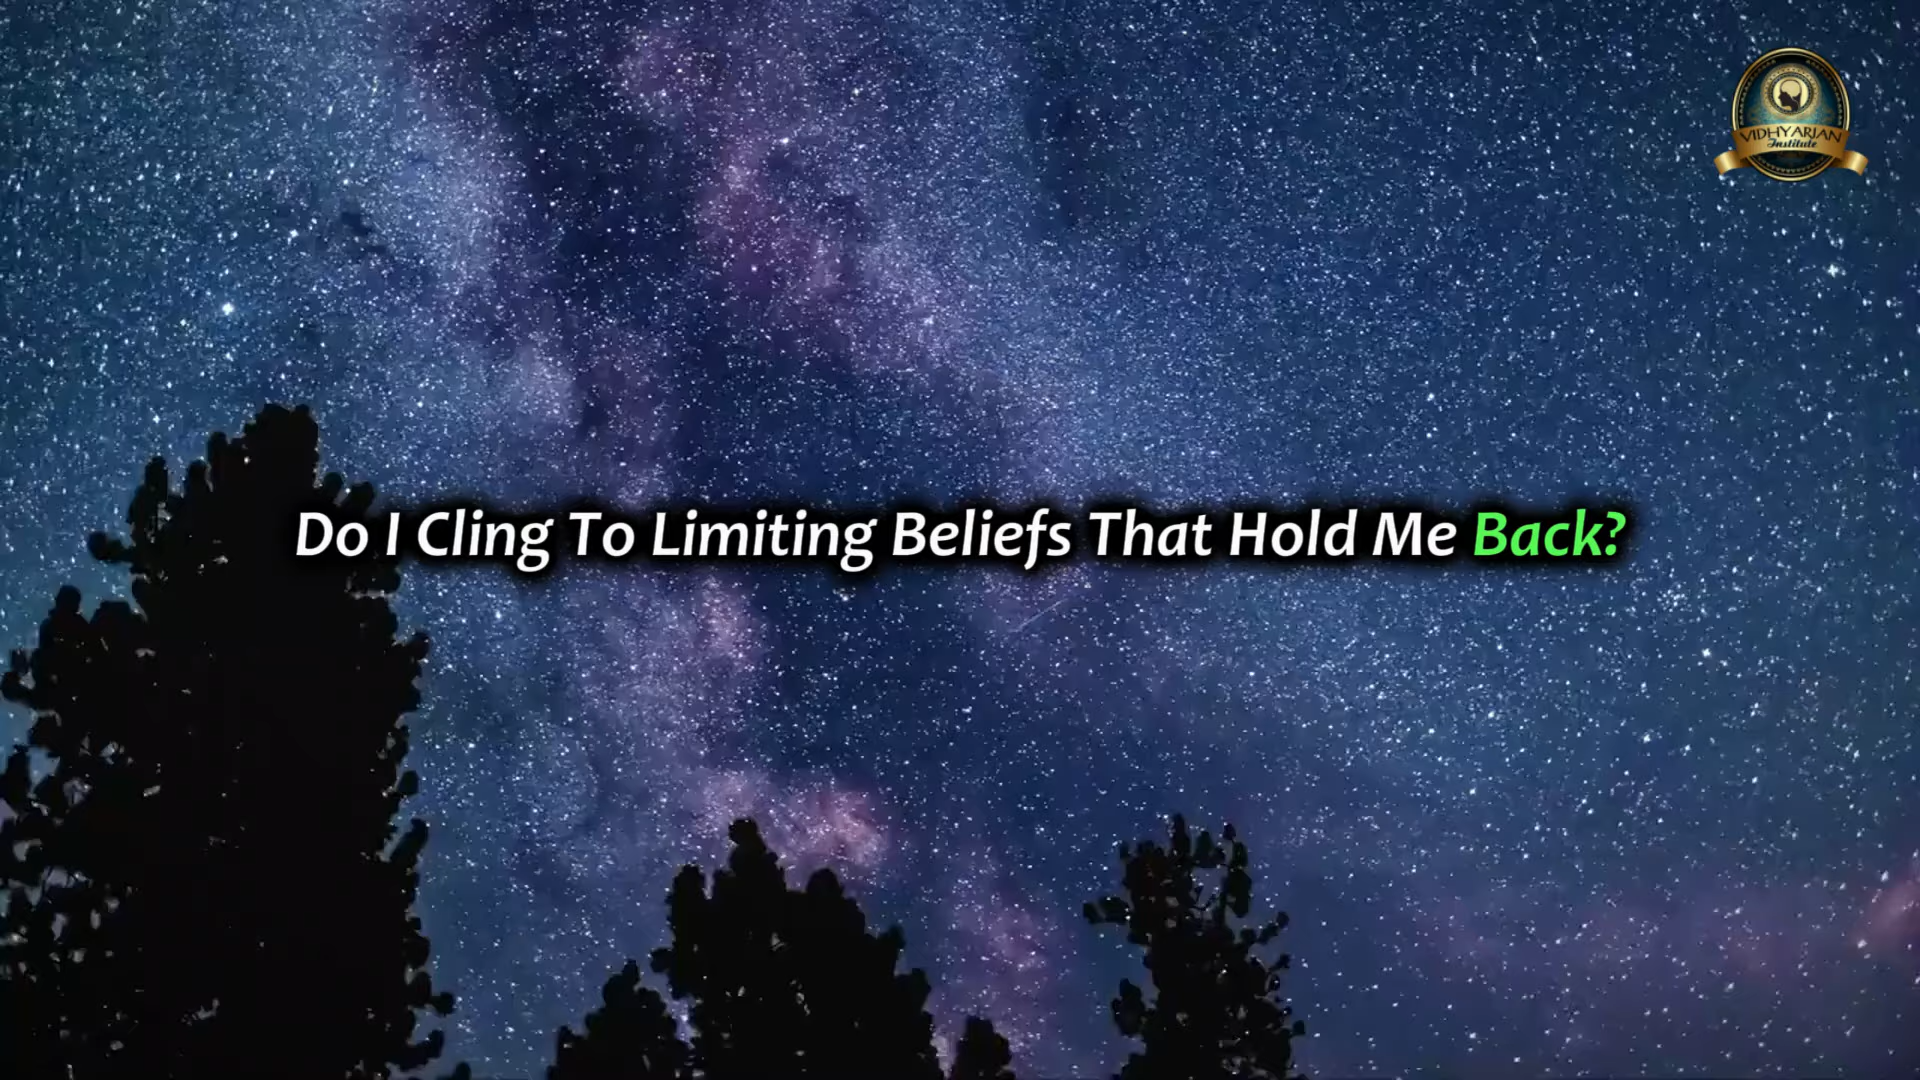 VIDHYARJAN
Institute
Do I Cling To Limiting Beliefs That Hold Me Back?